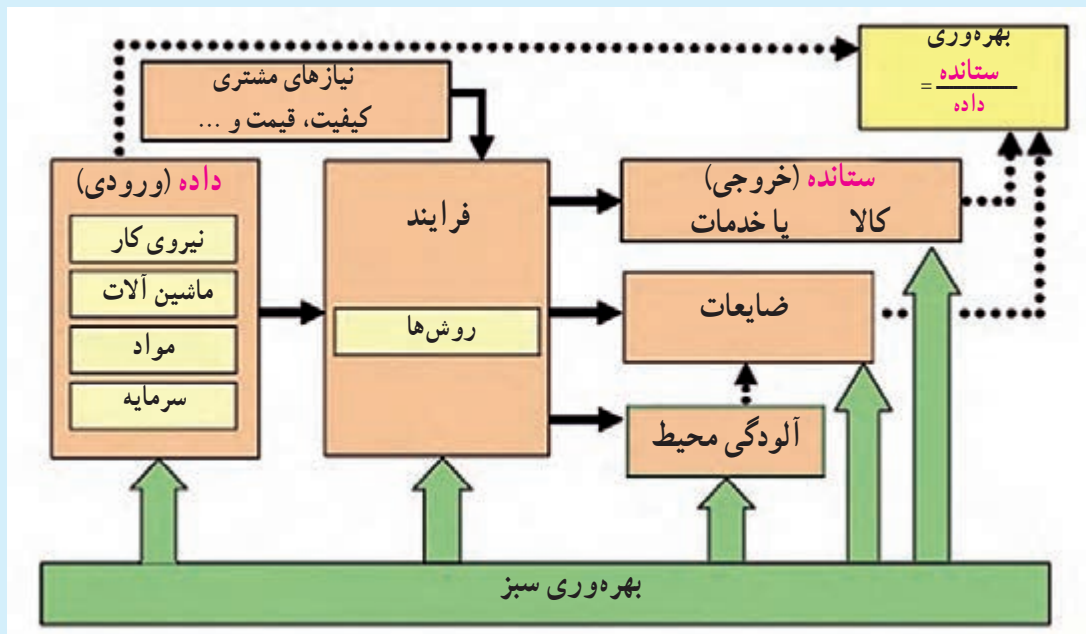 بهره‌وری
= ستانده
داده
نیازهای مشتری
کیفیت، قیمت و ...
داده (ورودی)
نیروی کار
ماشین آلات
مواد
سرمایه
فرایند
روش‌ها
ستانده (خروجی)
کالا یا خدمات
ضایعات
آلودگی محیط
بهره‌وری سبز